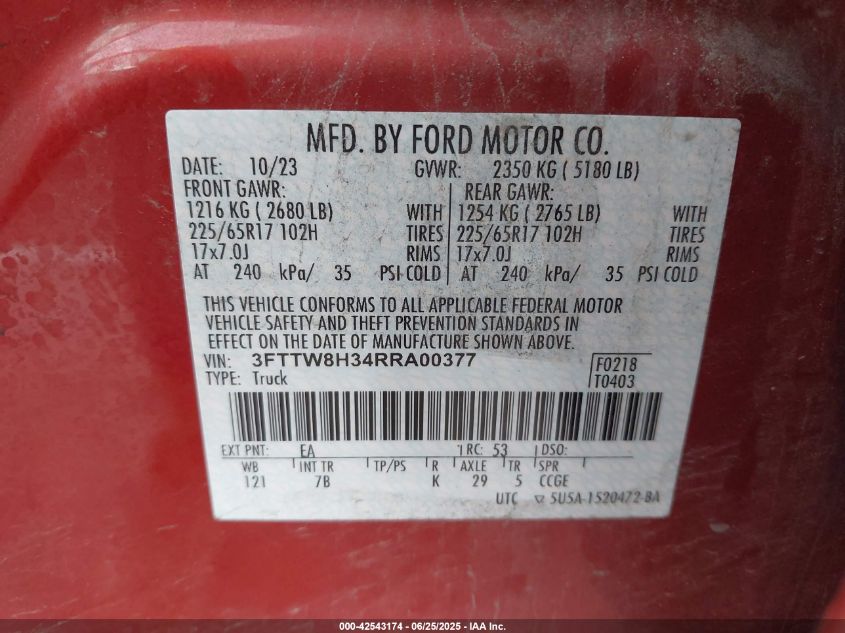 MFD. BY FORD MOTOR CO.
DATE: 10/23 GVWR: 2350 KG ( 5180 LB)
FRONT GAWR: REAR GAWR:
1216 KG ( 2680 LB) WITH 1254 KG ( 2765 LB) WITH
225/65R17 102H TIRES 225/65R17 102H TIRES
17x7.0J RIMS 17x7.0J RIMS
AT 240 kPa/ 35 PSI COLD AT 240 kPa/ 35 PSI COLD
THIS VEHICLE CONFORMS TO ALL APPLICABLE FEDERAL MOTOR
VEHICLE SAFETY AND THEFT PREVENTION STANDARDS IN
EFFECT ON THE DATE OF MANUFACTURE SHOWN ABOVE.
VIN: 3FTTW8H34RRA00377 F0218
TYPE: Truck T0403
EXT PNT: EA RC: 53 DSO:
WB INT TR TP/PS R AXLE TR SPR
121 7B K 29 5 CCGE
UTC ▽ 5U5A-1520472-BA
000-42543174 | 06/25/2025 | IAA Inc.